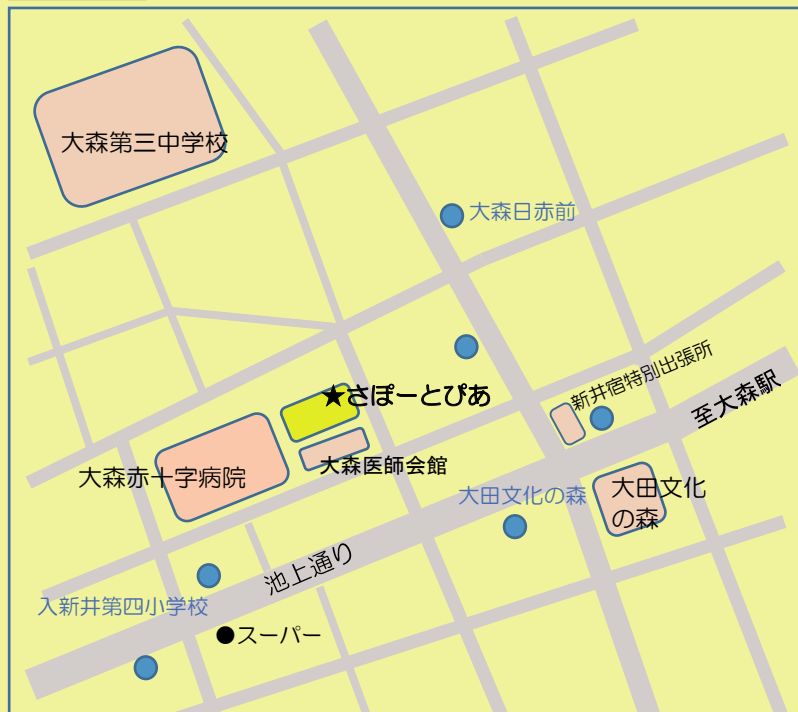 大森第三中学校
大森日赤前
新井宿特別出張所
★さぽーとぴあ
至大森駅
大森医師会館
大森赤十字病院
大田文化の森
大田文化
の森
池上通り
入新井第四小学校
●スーパー